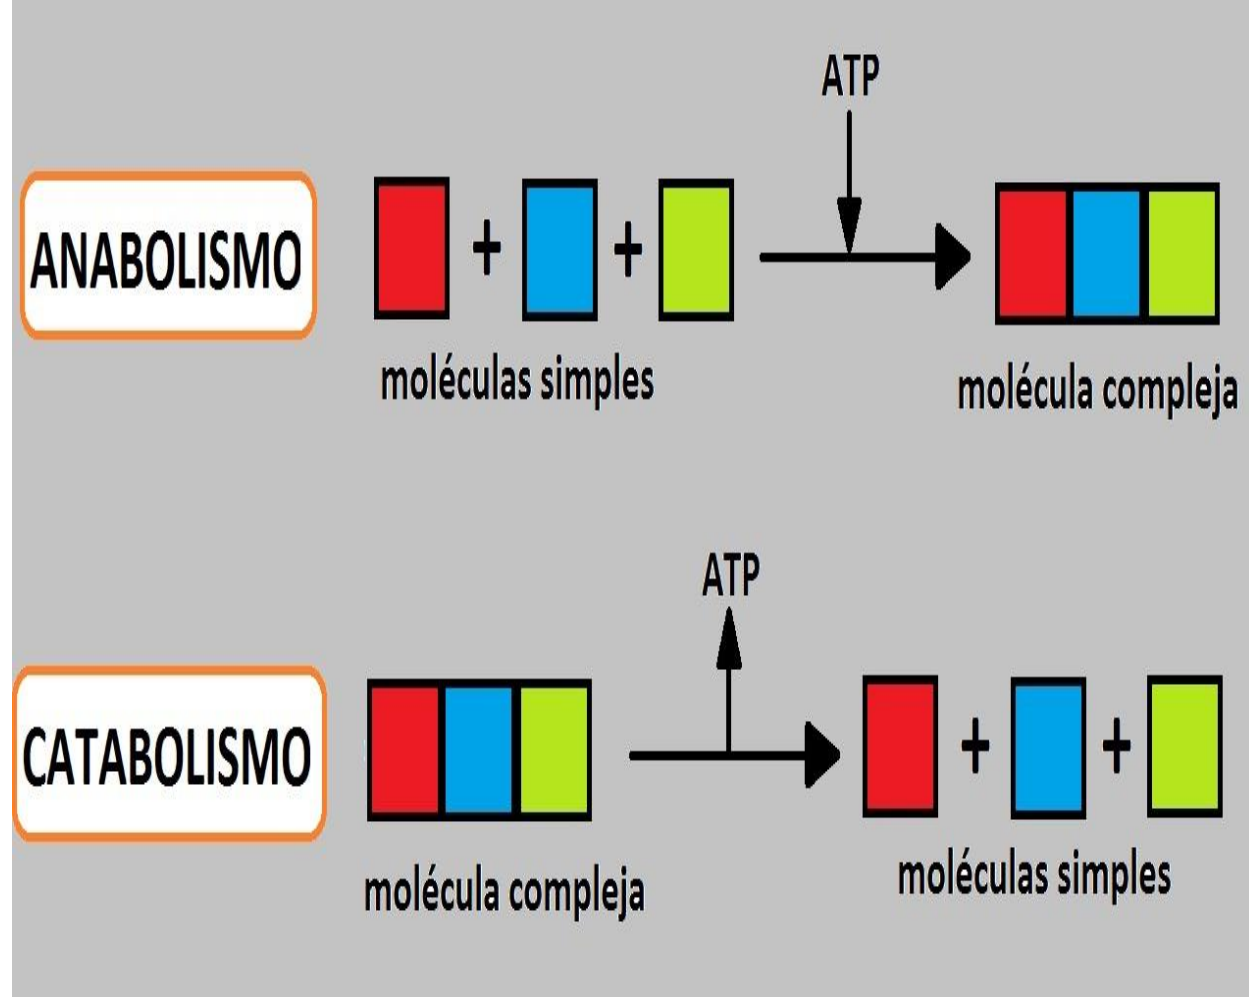 ATP
ANABOLISMO
+
+
moléculas simples
molécula compleja
ATP
CATABOLISMO
+
+
molécula compleja
moléculas simples